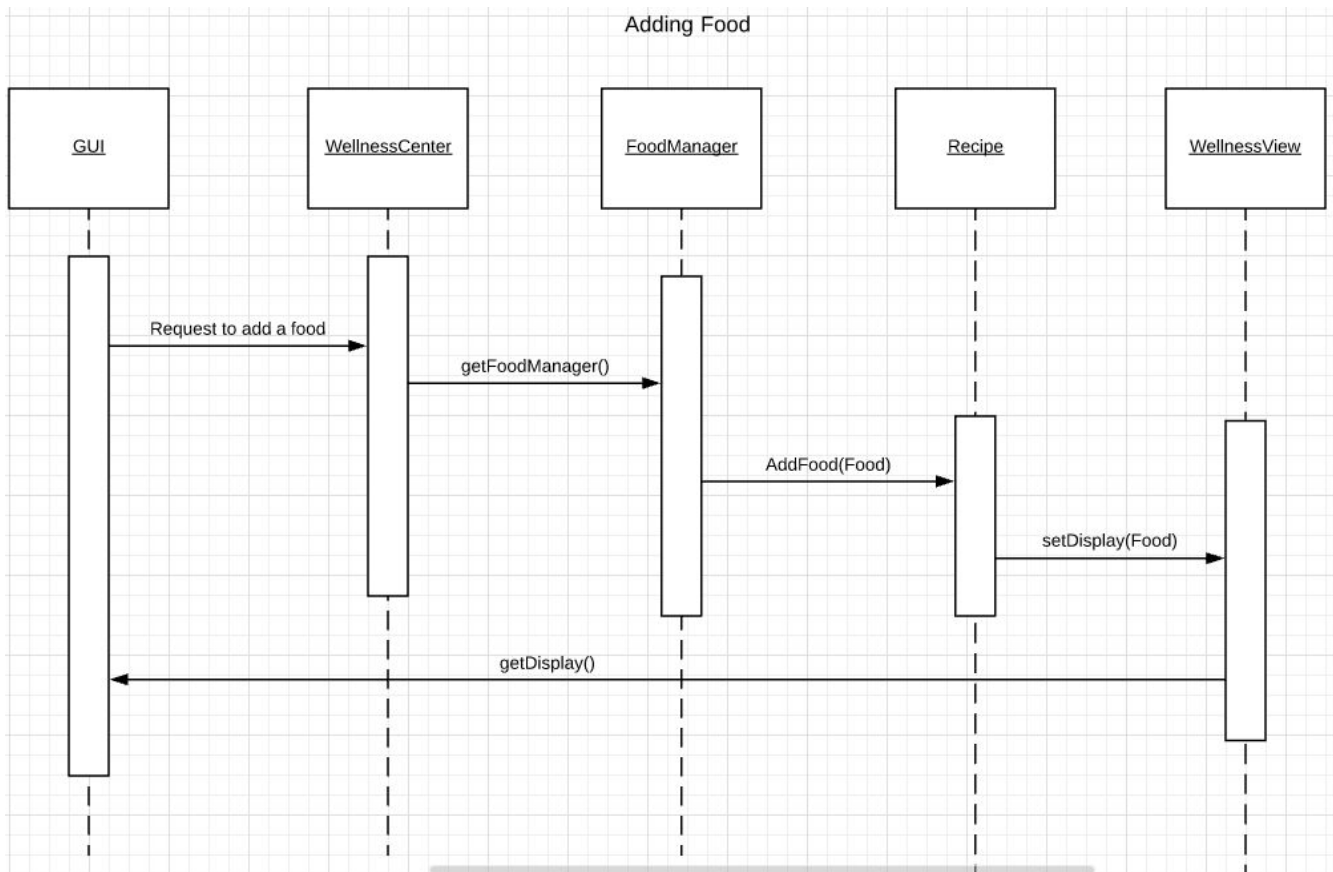 Adding Food
GUI
WellnessCenter
FoodManager
Recipe
WellnessView
Request to add a food
getFoodManager()
AddFood(Food)
setDisplay(Food)
getDisplay()